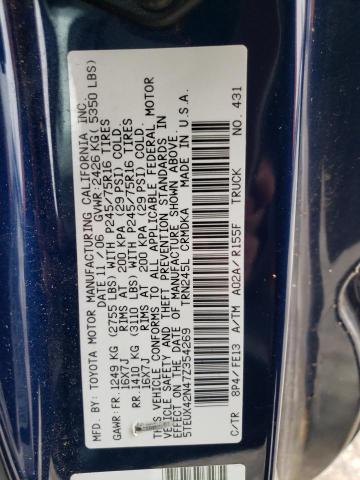 MFD. BY: TOYOTA MOTOR MANUFACTURING CALIFORNIA INC.
DATE 11/06 GVWR: 2426 KG( 5350 LBS)
GAWR: FR. 1249 KG (2755 LBS) WITH P245/75R16 TIRES
16X7J RIMS AT 200 KPA (29 PSI) COLD.
RR. 1410 KG (3110 LBS) WITH P245/75R16 TIRES
16X7J RIMS AT 200 KPA (29 PSI) COLD.
THIS VEHICLE CONFORMS TO ALL APPLICABLE FEDERAL MOTOR
VEHICLE SAFETY AND THEFT PREVENTION STANDARDS IN
EFFECT ON THE DATE OF MANUFACTURE SHOWN ABOVE.
5TEUX42N47Z354269 TRN245L CRMDKA MADE IN U.S.A.
C/TR 8P4/FE13 A/TM A02A/R155F TRUCK NO. 431